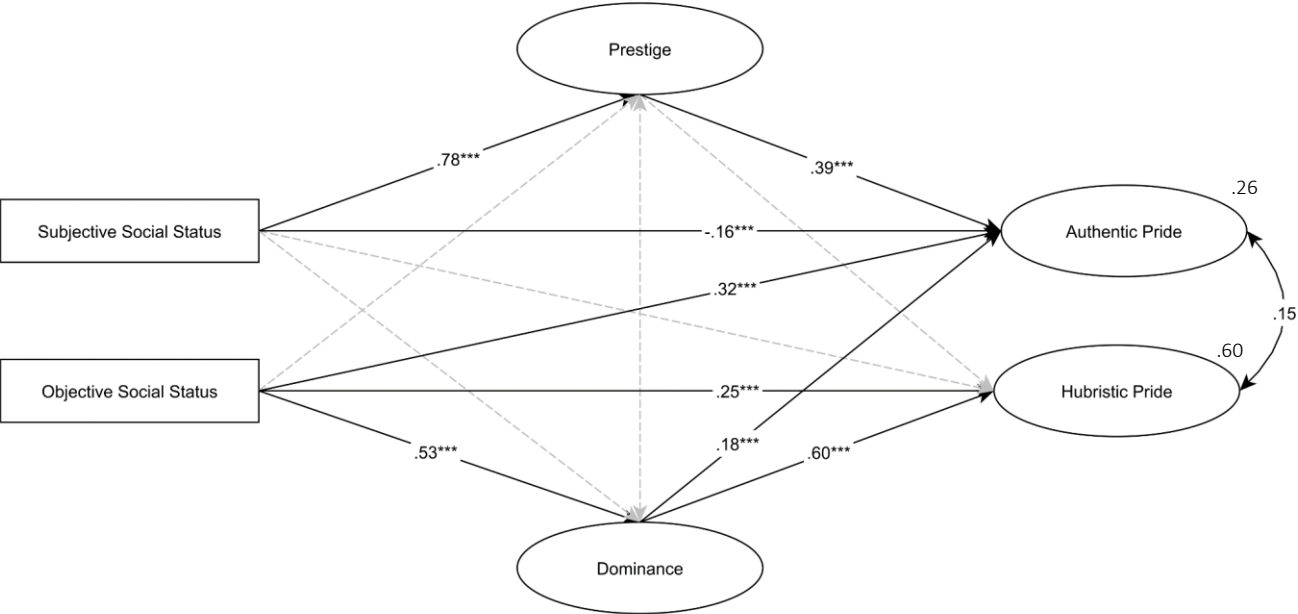 Prestige
.78***
.39***
.26
Subjective Social Status
-.16***
Authentic Pride
.32***
.15
.60
Objective Social Status
.25***
Hubristic Pride
.53***
.18***
.60***
Dominance